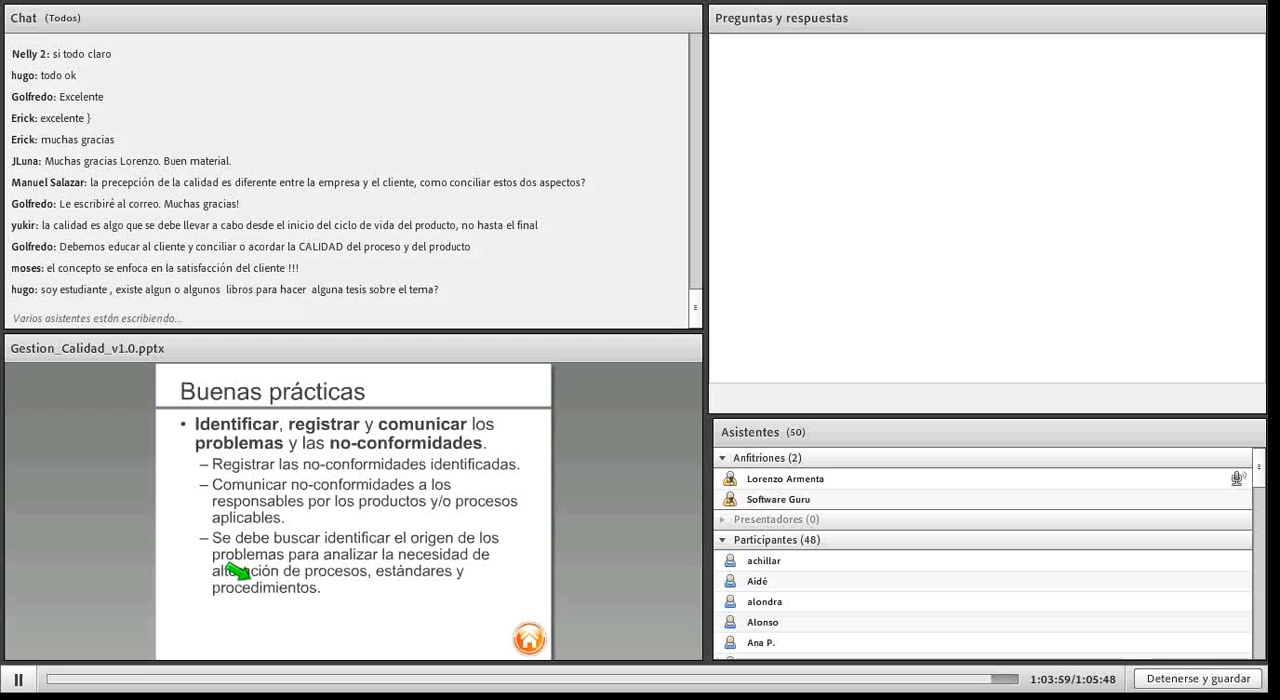 Chat (Todos)
Nelly 2: si todo claro
hugo: todo ok
Golfredo: Excelente
Erick: excelente }
Erick: muchas gracias
JLuna: Muchas gracias Lorenzo. Buen material.
Manuel Salazar: la precepción de la calidad es diferente entre la empresa y el cliente, como conciliar estos dos aspectos?
Golfredo: Le escribiré al correo. Muchas gracias!
yukir: la calidad es algo que se debe llevar a cabo desde el inicio del ciclo de vida del producto, no hasta el final
Golfredo: Debemos educar al cliente y conciliar o acordar la CALIDAD del proceso y del producto
moses: el concepto se enfoca en la satisfacción del cliente !!!
hugo: soy estudiante , existe algun o algunos libros para hacer alguna tesis sobre el tema?
Varios asistentes están escribiendo...
Gestion_Calidad_v1.0.pptx
Buenas prácticas
• Identificar, registrar y comunicar los
problemas y las no-conformidades.
– Registrar las no-conformidades identificadas.
– Comunicar no-conformidades a los
responsables por los productos y/o procesos
aplicables.
– Se debe buscar identificar el origen de los
problemas para analizar la necesidad de
de procesos, estándares y
procedimientos.
Preguntas y respuestas
Asistentes (50)
Anfitriones (2)
Lorenzo Armenta
Software Guru
Presentadores (0)
Participantes (48)
achillar
Aidé
alondra
Alonso
Ana P.
1:03:59/1:05:48
Detenerse y guardar